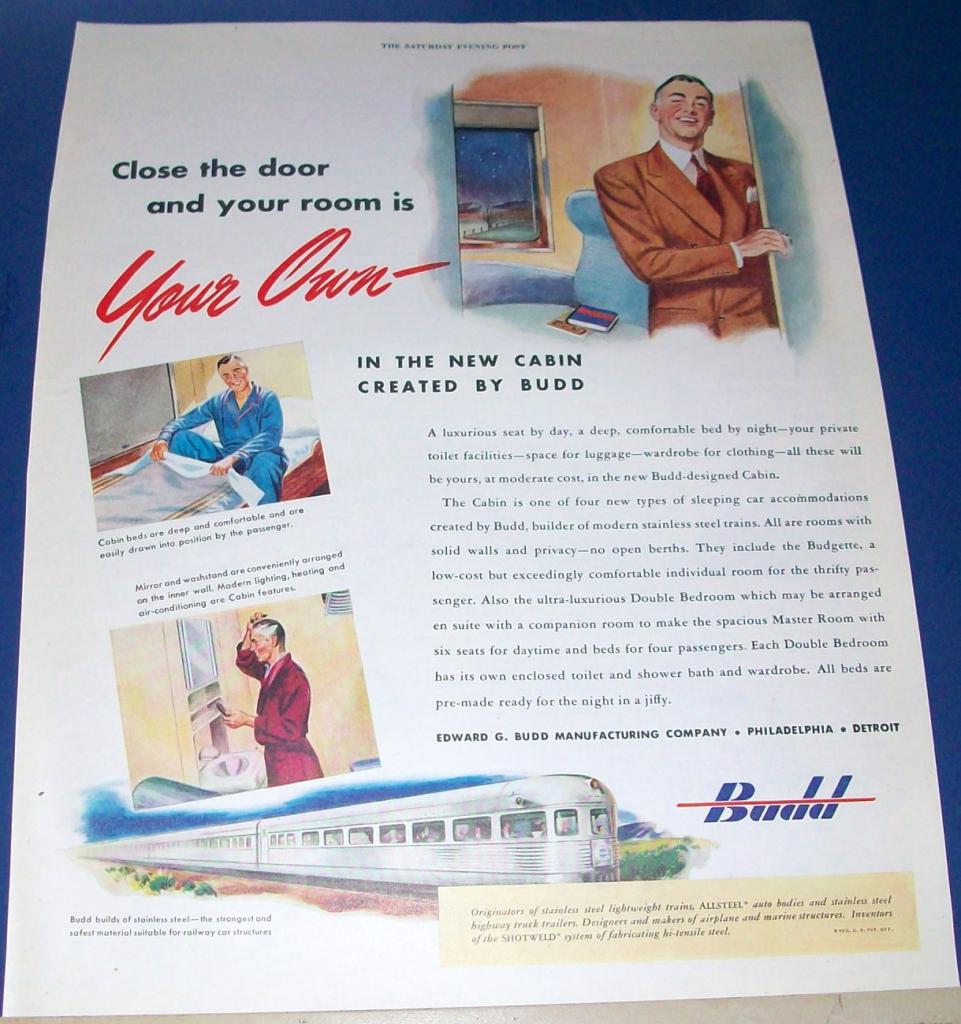 THE SATURDAY EVENING POST
Close the door
and your room is
Your Own—
IN THE NEW CABIN
CREATED BY BUDD
A luxurious seat by day, a deep, comfortable bed by night—your private
toilet facilities—space for luggage—wardrobe for clothing—all these will
be yours, at moderate cost, in the new Budd-designed Cabin.
The Cabin is one of four new types of sleeping car accommodations
created by Budd, builder of modern stainless steel trains. All are rooms with
solid walls and privacy—no open berths. They include the Budgette, a
low-cost but exceedingly comfortable individual room for the thrifty pas-
senger. Also the ultra-luxurious Double Bedroom which may be arranged
en suite with a companion room to make the spacious Master Room with
six seats for daytime and beds for four passengers. Each Double Bedroom
has its own enclosed toilet and shower bath and wardrobe. All beds are
pre-made ready for the night in a jiffy.
EDWARD G. BUDD MANUFACTURING COMPANY • PHILADELPHIA • DETROIT
Cabin beds are deep and comfortable and are
easily drawn into position by the passenger.
Mirror and washstand are conveniently arranged
on the inner wall. Modern lighting, heating and
air-conditioning are Cabin features.
Budd
Budd builds of stainless steel—the strongest and
safest material suitable for railway car structures
Originators of stainless steel lightweight trains, ALLSTEEL* auto bodies and stainless steel
highway truck trailers. Designers and makers of airplane and marine structures. Inventors
of the SHOTWELD* system of fabricating hi-tensile steel.
*REG. U. S. PAT. OFF.